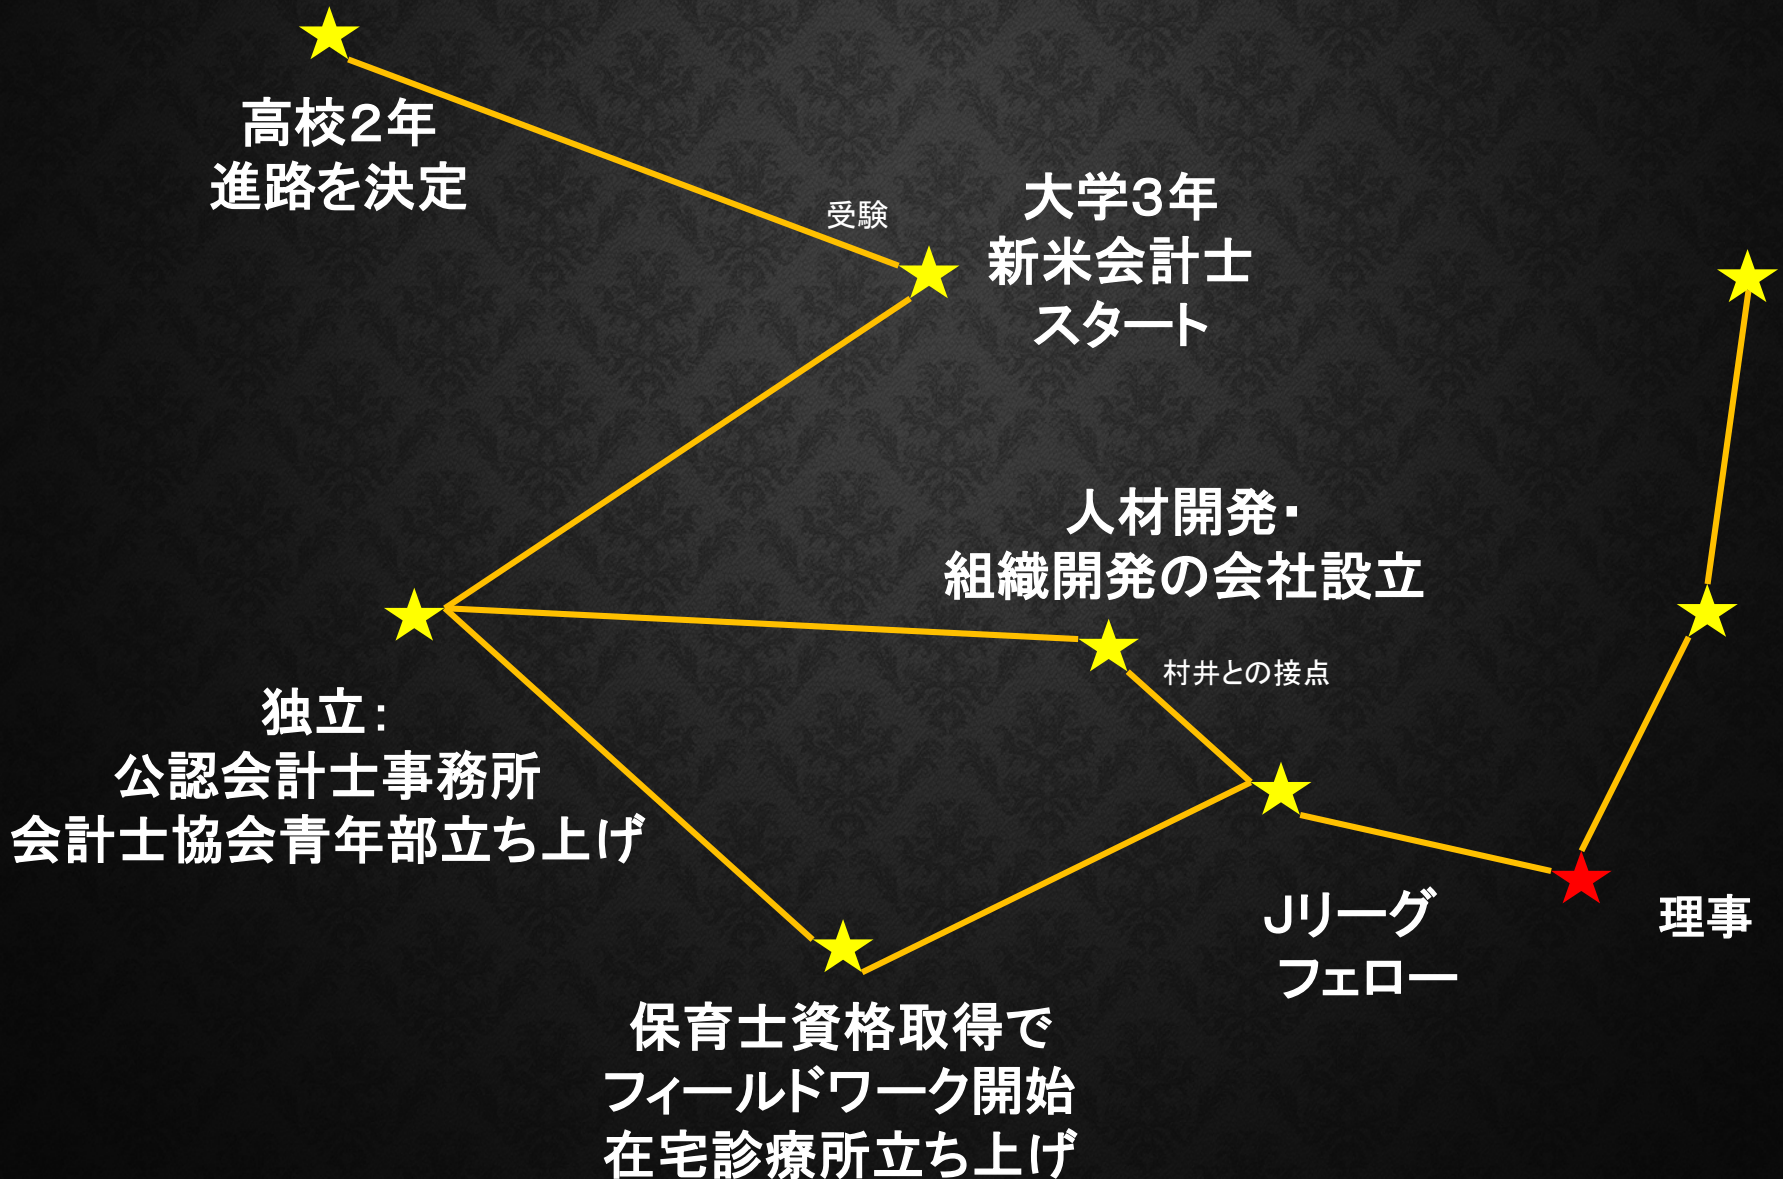 高校２年
進路を決定
受験
大学３年
新米会計士
スタート
人材開発・
組織開発の会社設立
村井との接点
独立：
公認会計士事務所
会計士協会青年部立ち上げ
Jリーグ
フェロー
理事
保育士資格取得で
フィールドワーク開始
在宅診療所立ち上げ